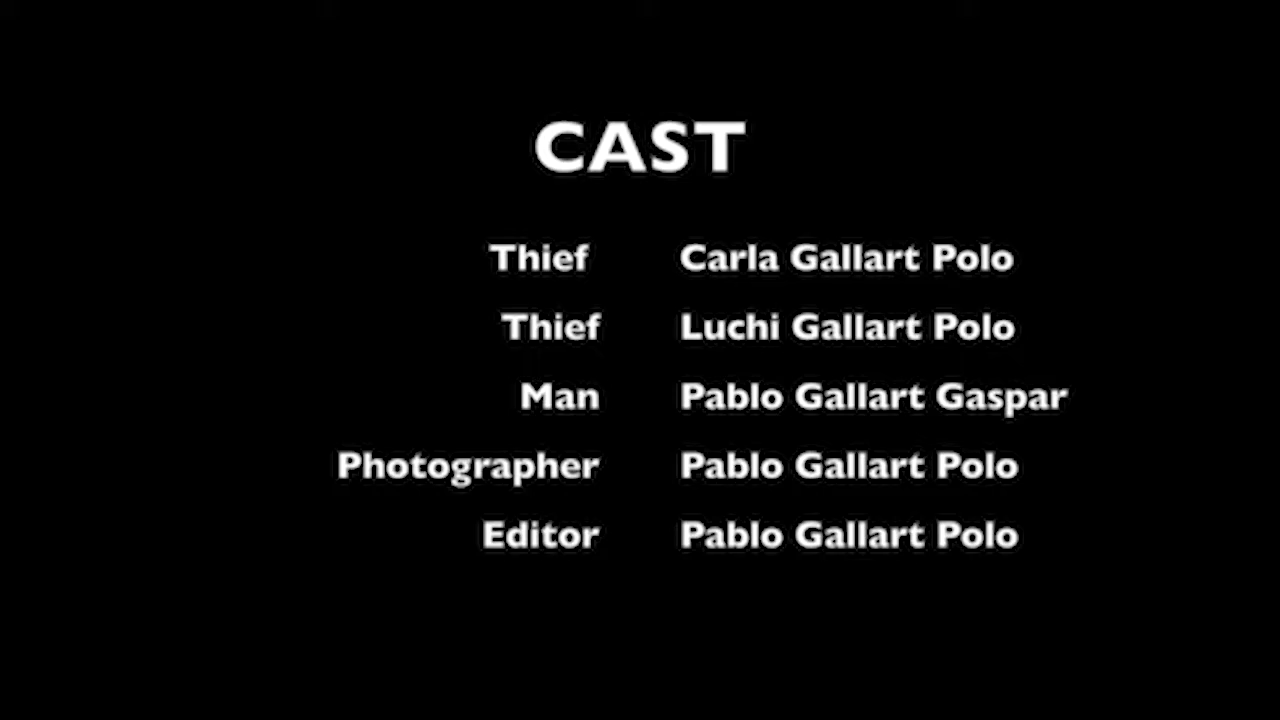 CAST
Thief Carla Gallart Polo
Thief Luchi Gallart Polo
Man Pablo Gallart Gaspar
Photographer Pablo Gallart Polo
Editor Pablo Gallart Polo